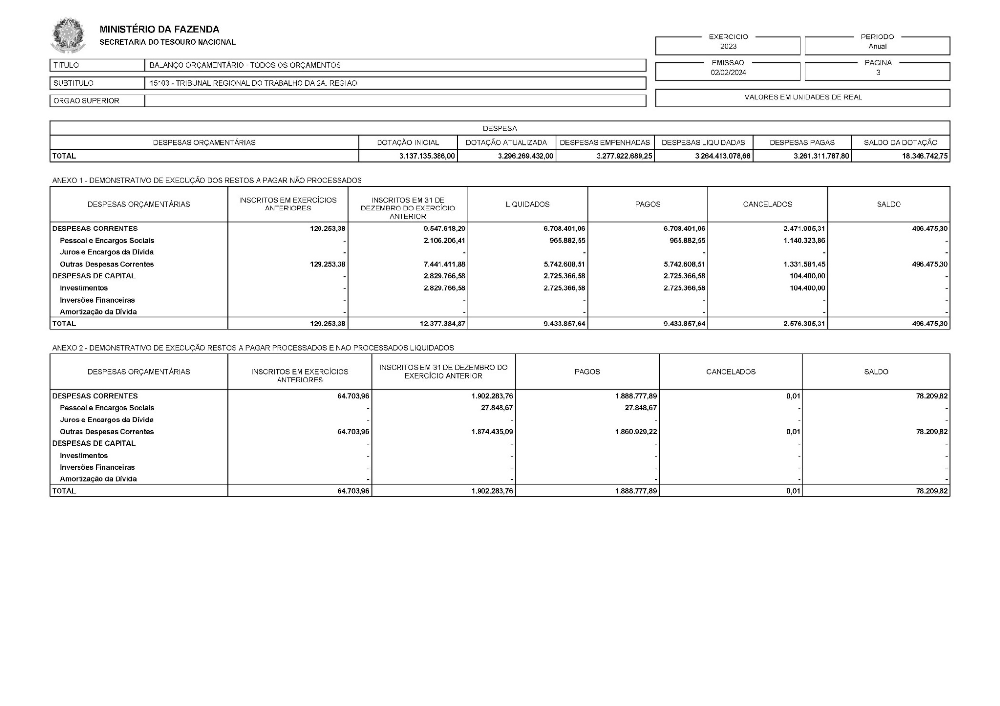 MINISTÉRIO DA FAZENDA
SECRETARIA DO TESOURO NACIONAL
EXERCICIO
2023
PERIODO
Anual
EMISSAO
02/02/2024
PAGINA
3
TITULO BALANÇO ORÇAMENTÁRIO - TODOS OS ORÇAMENTOS
SUBTITULO 15103 - TRIBUNAL REGIONAL DO TRABALHO DA 2A. REGIAO
ORGAO SUPERIOR
VALORES EM UNIDADES DE REAL
DESPESA
DESPESAS ORÇAMENTÁRIAS DOTAÇÃO INICIAL DOTAÇÃO ATUALIZADA DESPESAS EMPENHADAS DESPESAS LIQUIDADAS DESPESAS PAGAS SALDO DA DOTAÇÃO
TOTAL 3.137.135.386,00 3.296.269.432,00 3.277.922.689,25 3.264.413.078,68 3.261.311.787,80 18.346.742,75
ANEXO 1 - DEMONSTRATIVO DE EXECUÇÃO DOS RESTOS A PAGAR NÃO PROCESSADOS
DESPESAS ORÇAMENTÁRIAS
INSCRITOS EM EXERCÍCIOS
ANTERIORES
INSCRITOS EM 31 DE
DEZEMBRO DO EXERCÍCIO
ANTERIOR
LIQUIDADOS
PAGOS
CANCELADOS
SALDO
DESPESAS CORRENTES 129.253,38 9.547.618,29 6.708.491,06 6.708.491,06 2.471.905,31 496.475,30
Pessoal e Encargos Sociais - 2.106.206,41 965.882,55 965.882,55 1.140.323,86 -
Juros e Encargos da Dívida - - - - - -
Outras Despesas Correntes 129.253,38 7.441.411,88 5.742.608,51 5.742.608,51 1.331.581,45 496.475,30
DESPESAS DE CAPITAL - 2.829.766,58 2.725.366,58 2.725.366,58 104.400,00 -
Investimentos - 2.829.766,58 2.725.366,58 2.725.366,58 104.400,00 -
Inversões Financeiras - - - - - -
Amortização da Dívida - - - - - -
TOTAL 129.253,38 12.377.384,87 9.433.857,64 9.433.857,64 2.576.305,31 496.475,30
ANEXO 2 - DEMONSTRATIVO DE EXECUÇÃO RESTOS A PAGAR PROCESSADOS E NAO PROCESSADOS LIQUIDADOS
DESPESAS ORÇAMENTÁRIAS
INSCRITOS EM EXERCÍCIOS
ANTERIORES
INSCRITOS EM 31 DE DEZEMBRO DO
EXERCÍCIO ANTERIOR
PAGOS
CANCELADOS
SALDO
DESPESAS CORRENTES 64.703,96 1.902.283,76 1.888.777,89 0,01 78.209,82
Pessoal e Encargos Sociais - 27.848,67 27.848,67 - -
Juros e Encargos da Dívida - - - - -
Outras Despesas Correntes 64.703,96 1.874.435,09 1.860.929,22 0,01 78.209,82
DESPESAS DE CAPITAL - - - - -
Investimentos - - - - -
Inversões Financeiras - - - - -
Amortização da Dívida - - - - -
TOTAL 64.703,96 1.902.283,76 1.888.777,89 0,01 78.209,82